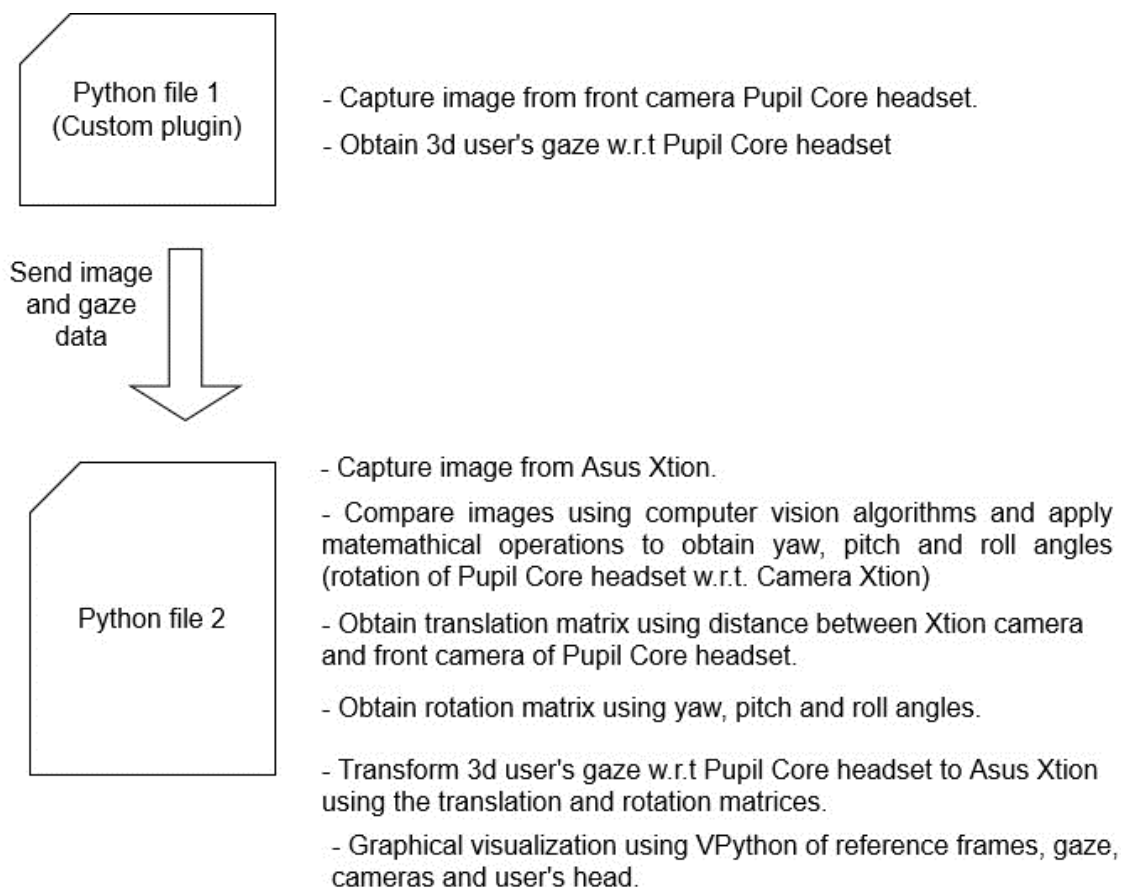 Python file 1
(Custom plugin)
- Capture image from front camera Pupil Core headset.
- Obtain 3d user's gaze w.r.t Pupil Core headset
Send image
and gaze
data
Python file 2
- Capture image from Asus Xtion.
- Compare images using computer vision algorithms and apply
matemathical operations to obtain yaw, pitch and roll angles
(rotation of Pupil Core headset w.r.t. Camera Xtion)
- Obtain translation matrix using distance between Xtion camera
and front camera of Pupil Core headset.
- Obtain rotation matrix using yaw, pitch and roll angles.
- Transform 3d user's gaze w.r.t Pupil Core headset to Asus Xtion
using the translation and rotation matrices.
- Graphical visualization using VPython of reference frames, gaze,
cameras and user's head.